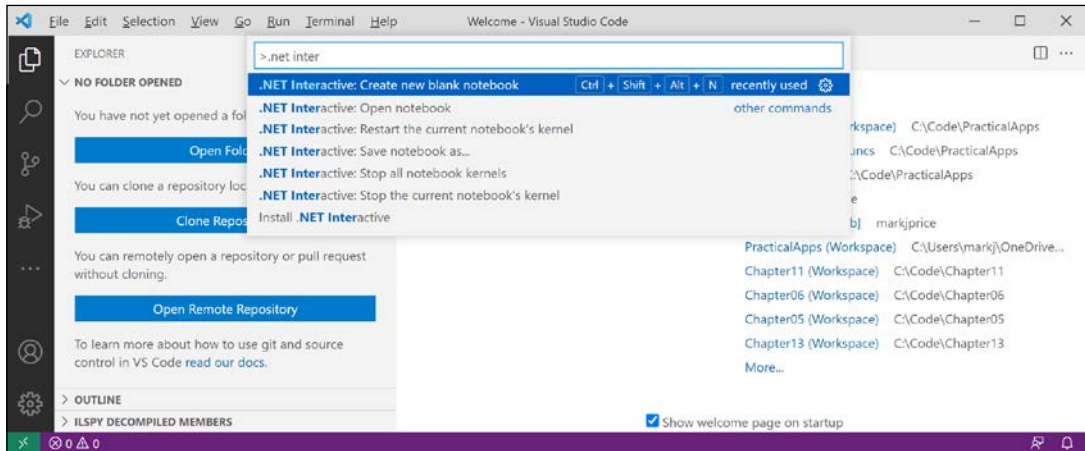 File Edit Selection View Go Run Terminal Help Welcome - Visual Studio Code
EXPLORER
>.net inter
NO FOLDER OPENED
.NET Interactive: Create new blank notebook Ctrl + Shift + Alt + N recently used
.NET Interactive: Open notebook other commands
.NET Interactive: Restart the current notebook's kernel
.NET Interactive: Save notebook as...
.NET Interactive: Stop all notebook kernels
.NET Interactive: Stop the current notebook's kernel
Install .NET Interactive
You have not yet opened a fol
Open Fold
You can clone a repository loc
Clone Repos
You can remotely open a repository or pull request
without cloning.
Open Remote Repository
To learn more about how to use git and source
control in VS Code read our docs.
OUTLINE
ILSPY DECOMPILED MEMBERS
rkspace) C:\Code\PracticalApps
uncs C:\Code\PracticalApps
:\Code\PracticalApps
e
b] markjprice
PracticalApps (Workspace) C:\Users\markj\OneDrive...
Chapter11 (Workspace) C:\Code\Chapter11
Chapter06 (Workspace) C:\Code\Chapter06
Chapter05 (Workspace) C:\Code\Chapter05
Chapter13 (Workspace) C:\Code\Chapter13
More...
Show welcome page on startup
0 0